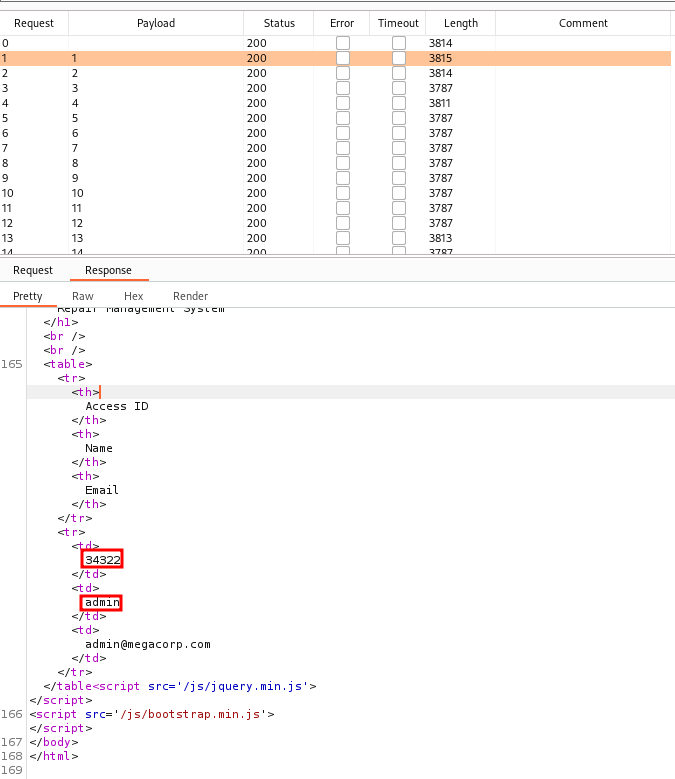 Request Payload Status Error Timeout Length Comment
0 200 3814
1 1 200 3815
2 2 200 3814
3 3 200 3787
4 4 200 3811
5 5 200 3787
6 6 200 3787
7 7 200 3787
8 8 200 3787
9 9 200 3787
10 10 200 3787
11 11 200 3787
12 12 200 3787
13 13 200 3813
14 14 200 3787
Request Response
Pretty Raw Hex Render
Repair Management System
</h1>
<br />
<br />
165 <table>
<tr>
<th>
Access ID
</th>
<th>
Name
</th>
<th>
Email
</th>
</tr>
<tr>
<td>
34322
</td>
<td>
admin
</td>
<td>
admin@megacorp.com
</td>
</tr>
</table<script src='/js/jquery.min.js'>
</script>
166 <script src='/js/bootstrap.min.js'>
</script>
167 </body>
168 </html>
169